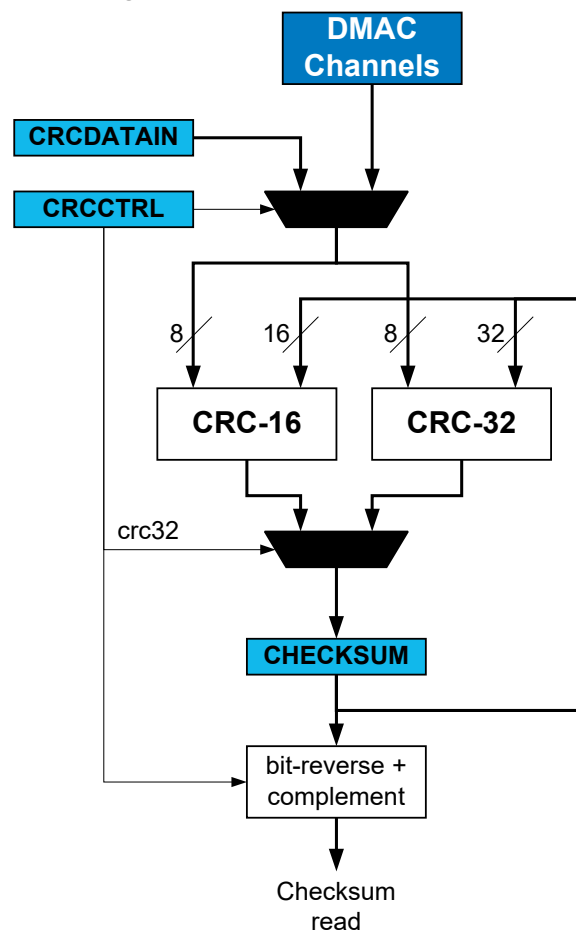 DMAC
Channels
CRCDATAIN
CRCCTRL
8
16
8
32
CRC-16
CRC-32
crc32
CHECKSUM
bit-reverse +
complement
Checksum
read